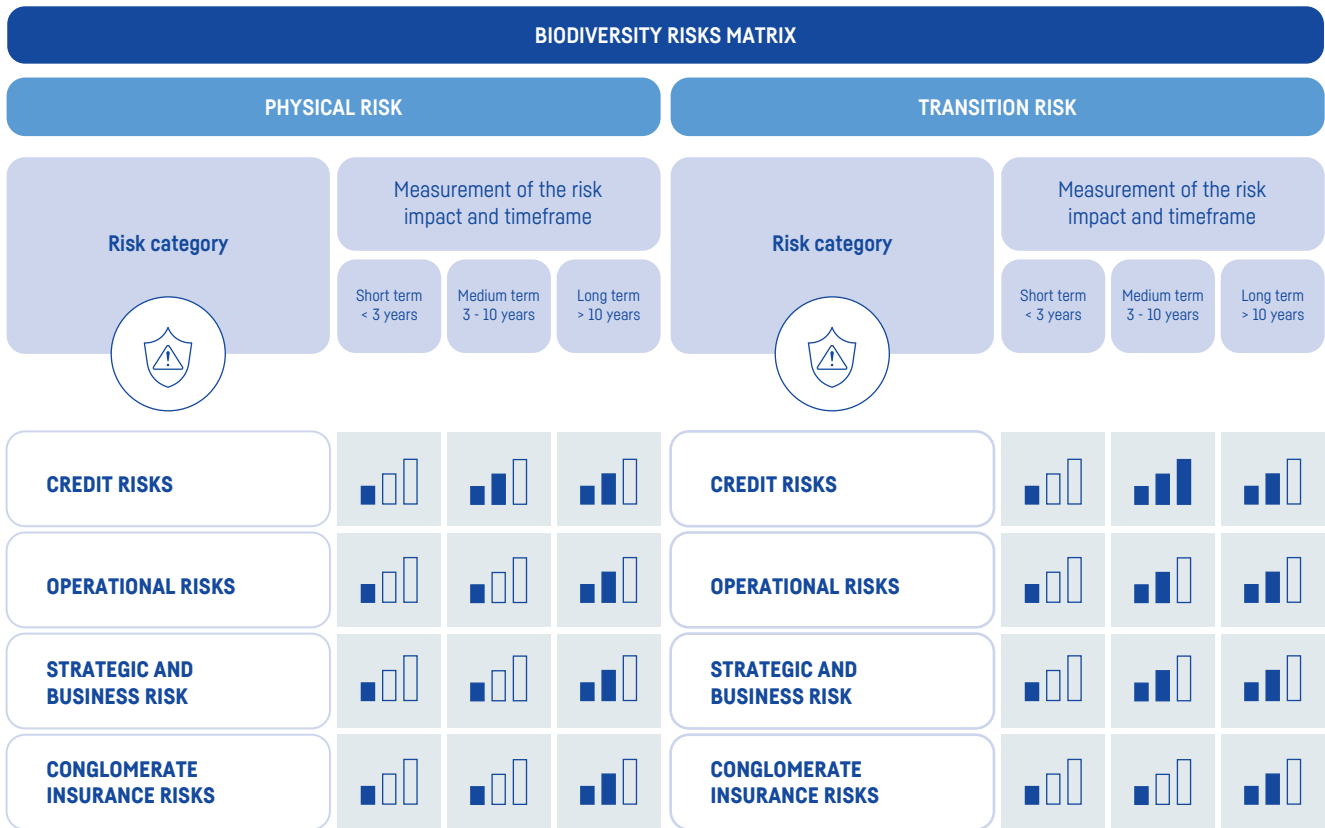 BIODIVERSITY RISKS MATRIX
PHYSICAL RISK
TRANSITION RISK
Risk category
Measurement of the risk
impact and timeframe
Short term
< 3 years
Medium term
3 - 10 years
Long term
> 10 years
Risk category
Measurement of the risk
impact and timeframe
Short term
< 3 years
Medium term
3 - 10 years
Long term
> 10 years
CREDIT RISKS
CREDIT RISKS
OPERATIONAL RISKS
OPERATIONAL RISKS
STRATEGIC AND
BUSINESS RISK
STRATEGIC AND
BUSINESS RISK
CONGLOMERATE
INSURANCE RISKS
CONGLOMERATE
INSURANCE RISKS